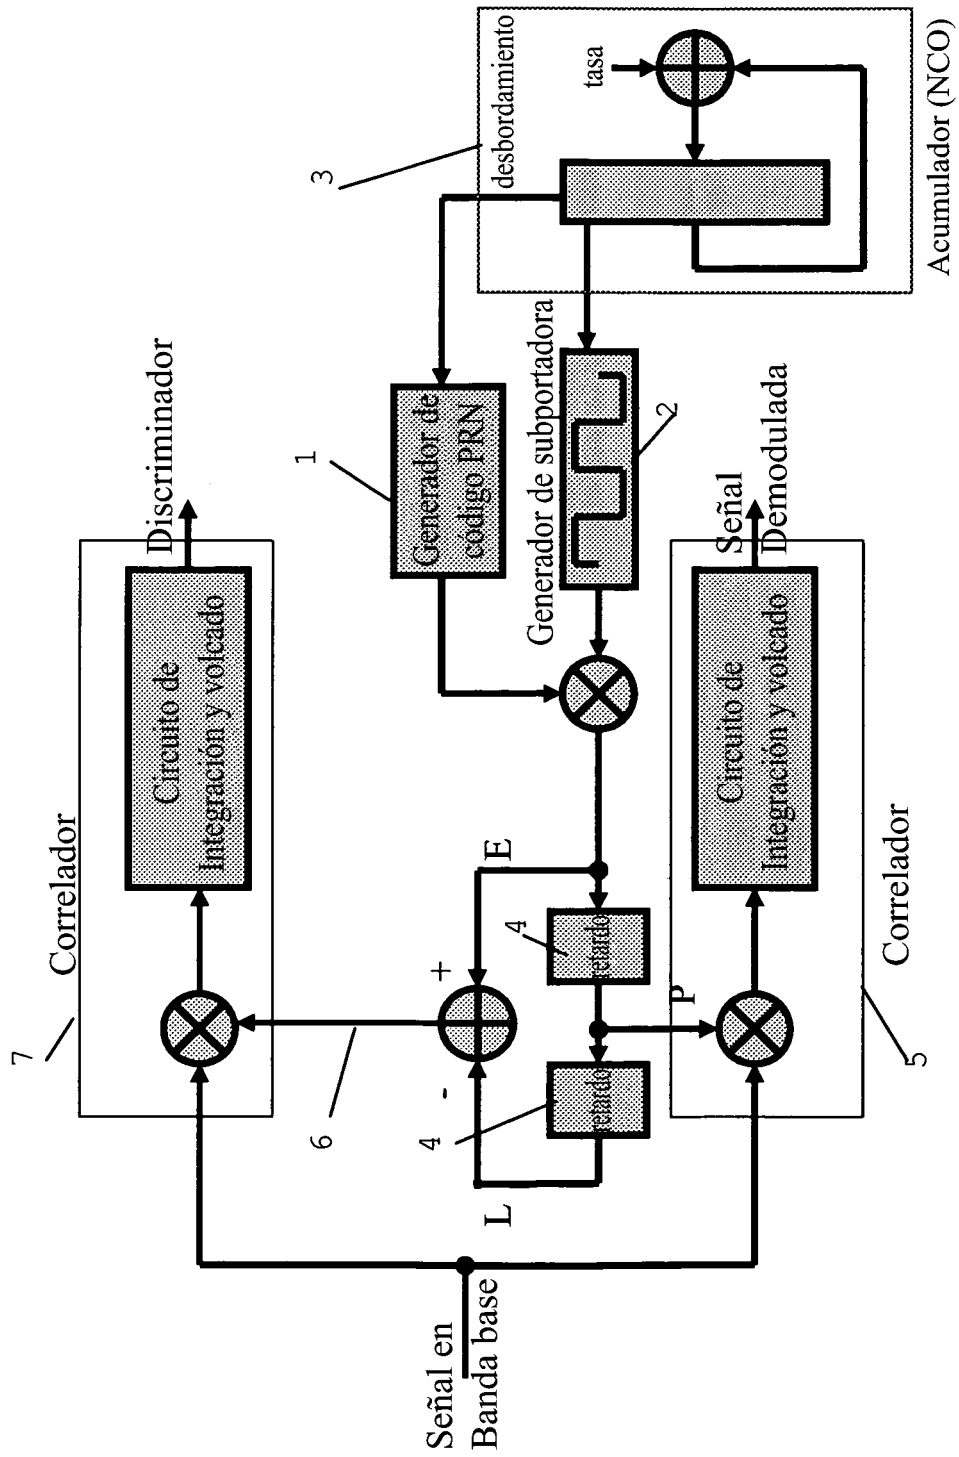 7
Correlador
Circuito de
Integración y volcado
Discriminador
6
+
-
E
L
4
retardo
4
retardo
P
Señal en
Banda base
1
Generador de
código PRN
Generador de subportadora
2
3
desbordamiento
tasa
Acumulador (NCO)
Circuito de
Integración y volcado
Señal
Demodulada
Correlador
5